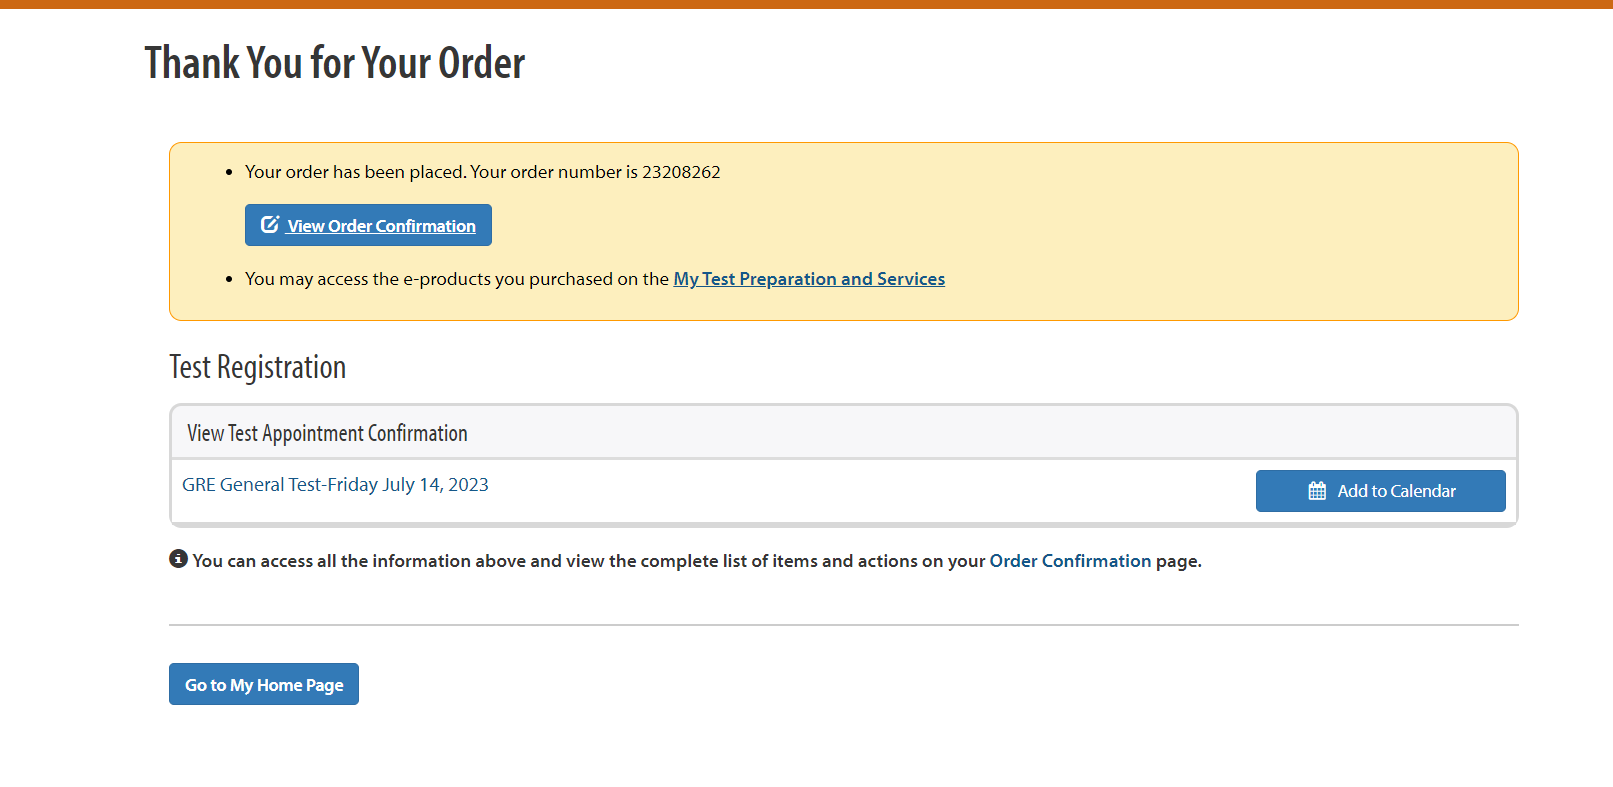 Thank You for Your Order
Your order has been placed. Your order number is 23208262
View Order Confirmation
You may access the e-products you purchased on the My Test Preparation and Services
Test Registration
View Test Appointment Confirmation
GRE General Test-Friday July 14, 2023
Add to Calendar
You can access all the information above and view the complete list of items and actions on your Order Confirmation page.
Go to My Home Page